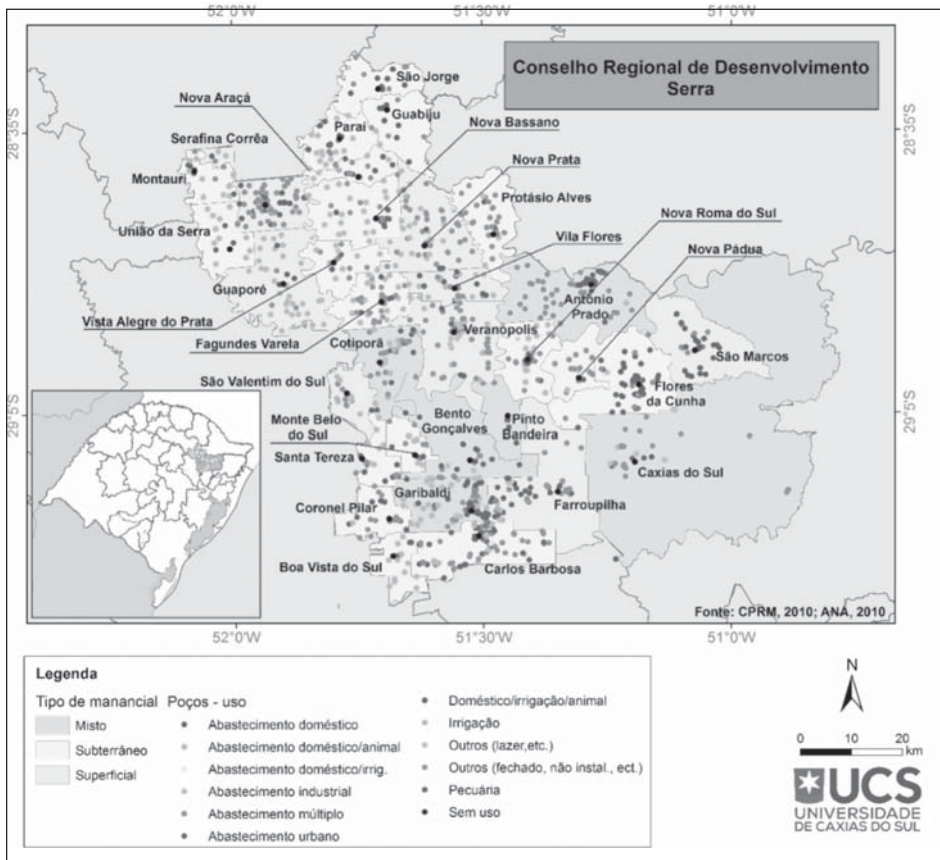 52°0'W
51°30'W
51°0'W
Conselho Regional de Desenvolvimento
Serra
28°35'S
28°35'S
São Jorge
Nova Araçá
Guabiju
Paraí
Nova Bassano
Serafina Corrêa
Nova Prata
Montauri
Protásio Alves
Nova Roma do Sul
União da Serra
Vila Flores
Nova Pádua
Guaporé
Antônio
Prado
Vista Alegre do Prata
Veranópolis
Fagundes Varela
Cotiporã
São Marcos
São Valentim do Sul
Flores
da Cunha
29°5'S
29°5'S
Monte Belo
do Sul
Bento
Gonçalves
Pinto
Bandeira
Santa Tereza
Caxias do Sul
Garibaldi
Coronel Pilar
Farroupilha
Boa Vista do Sul
Carlos Barbosa
Fonte: CPRM, 2010; ANA, 2010
52°0'W
51°30'W
51°0'W
Legenda
Tipo de manancial
Misto
Subterrâneo
Superficial
Poços - uso
Abastecimento doméstico
Abastecimento doméstico/animal
Abastecimento doméstico/irrig.
Abastecimento industrial
Abastecimento múltiplo
Abastecimento urbano
Doméstico/irrigação/animal
Irrigação
Outros (lazer,etc.)
Outros (fechado, não instal., ect.)
Pecuária
Sem uso
N
0 10 20
km
UCS
UNIVERSIDADE
DE CAXIAS DO SUL